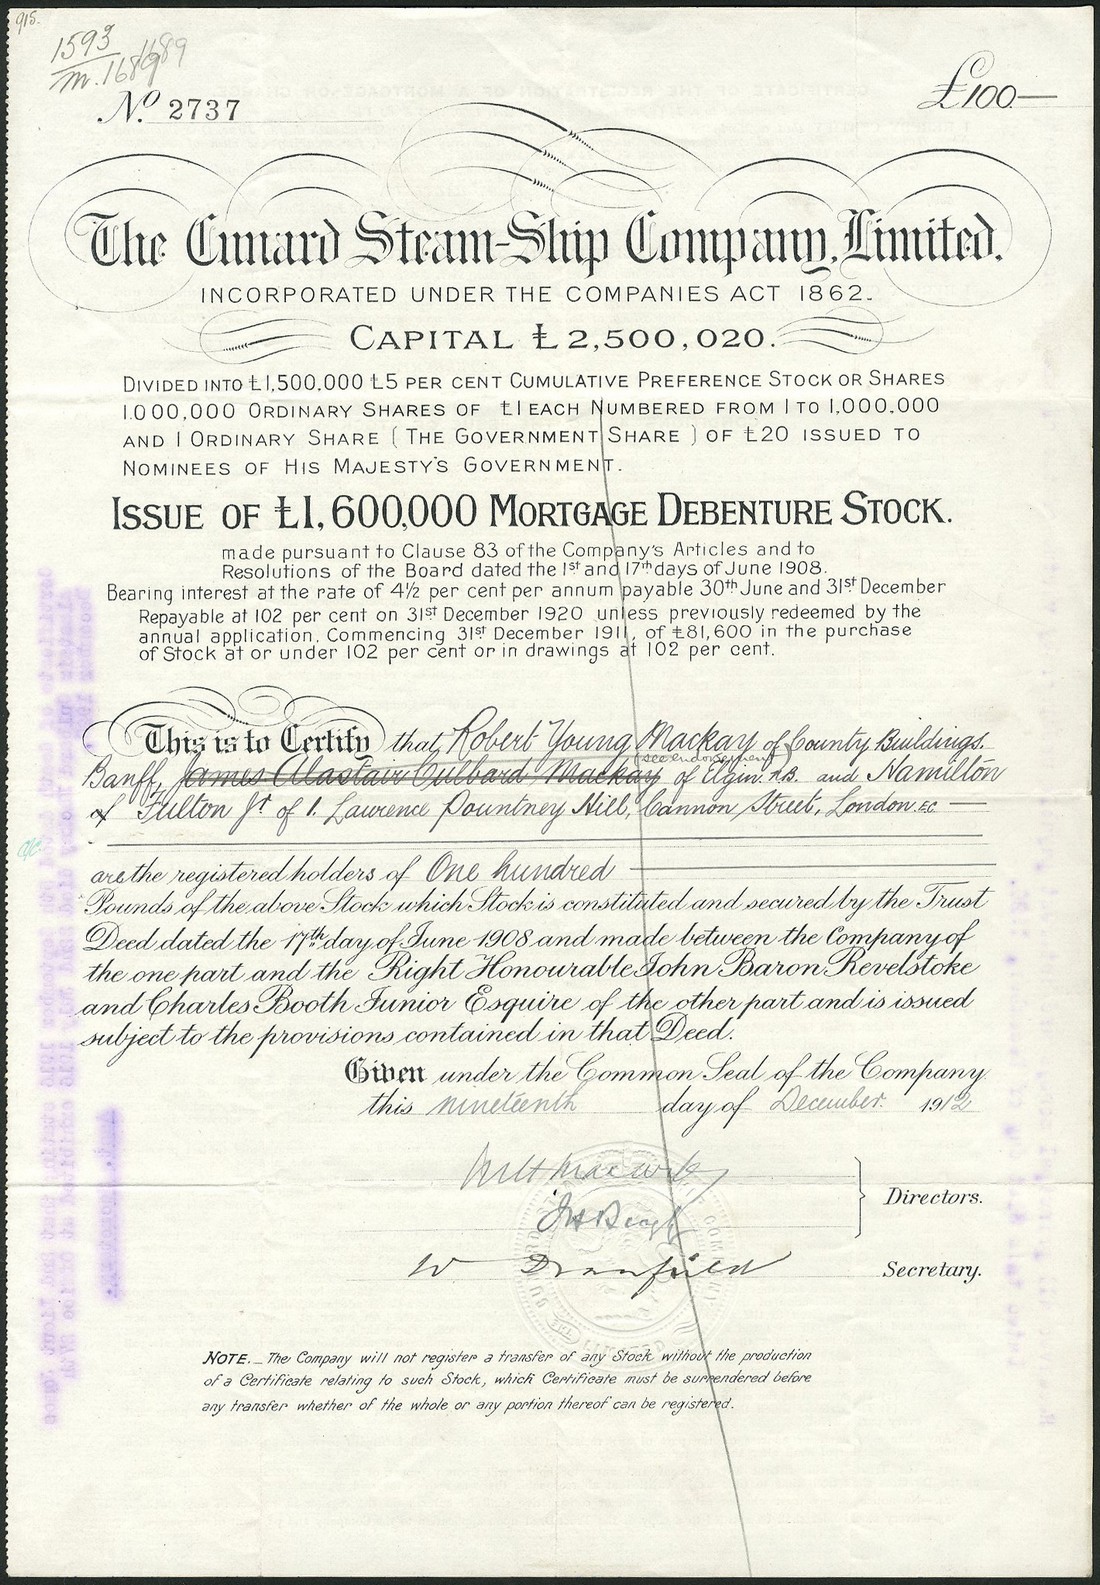 915.
1593
m. 1689
1689
No. 2737
£100—
The Cunard Steam-Ship Company, Limited.
INCORPORATED UNDER THE COMPANIES ACT 1862.
CAPITAL £2,500,020.
DIVIDED INTO £1,500,000 £5 PER CENT CUMULATIVE PREFERENCE STOCK OR SHARES
1.000,000 ORDINARY SHARES OF £1 EACH NUMBERED FROM 1 TO 1,000,000
AND 1 ORDINARY SHARE (THE GOVERNMENT SHARE) OF £20 ISSUED TO
NOMINEES OF HIS MAJESTY'S GOVERNMENT.
ISSUE OF £1,600,000 MORTGAGE DEBENTURE STOCK.
made pursuant to Clause 83 of the Company's Articles and to
Resolutions of the Board dated the 1st and 17th days of June 1908.
Bearing interest at the rate of 4½ per cent per annum payable 30th June and 31st December
Repayable at 102 per cent on 31st December 1920 unless previously redeemed by the
annual application, Commencing 31st December 1911, of £81,600 in the purchase
of Stock at or under 102 per cent or in drawings at 102 per cent.
This is to Certify that Robert Young Mackay of County Buildings.
(see endorsement)
Banff, James Alastair Culbard Mackay of Elgin. N.B. and Hamilton
Fulton Jt of 1. Lawrence Pountney Hill, Cannon Street, London. EC —
are the registered holders of One hundred
Pounds of the above Stock which Stock is constituted and secured by the Trust
Deed dated the 17th day of June 1908 and made between the Company of
the one part and the Right Honourable John Baron Revelstoke
and Charles Booth Junior Esquire of the other part and is issued
subject to the provisions contained in that Deed.
Given under the Common Seal of the Company
this nineteenth day of December 1912
Directors.
W Dranfield
Secretary.
NOTE._ The Company will not register a transfer of any Stock without the production
of a Certificate relating to such Stock, which Certificate must be surrendered before
any transfer whether of the whole or any portion thereof can be registered.